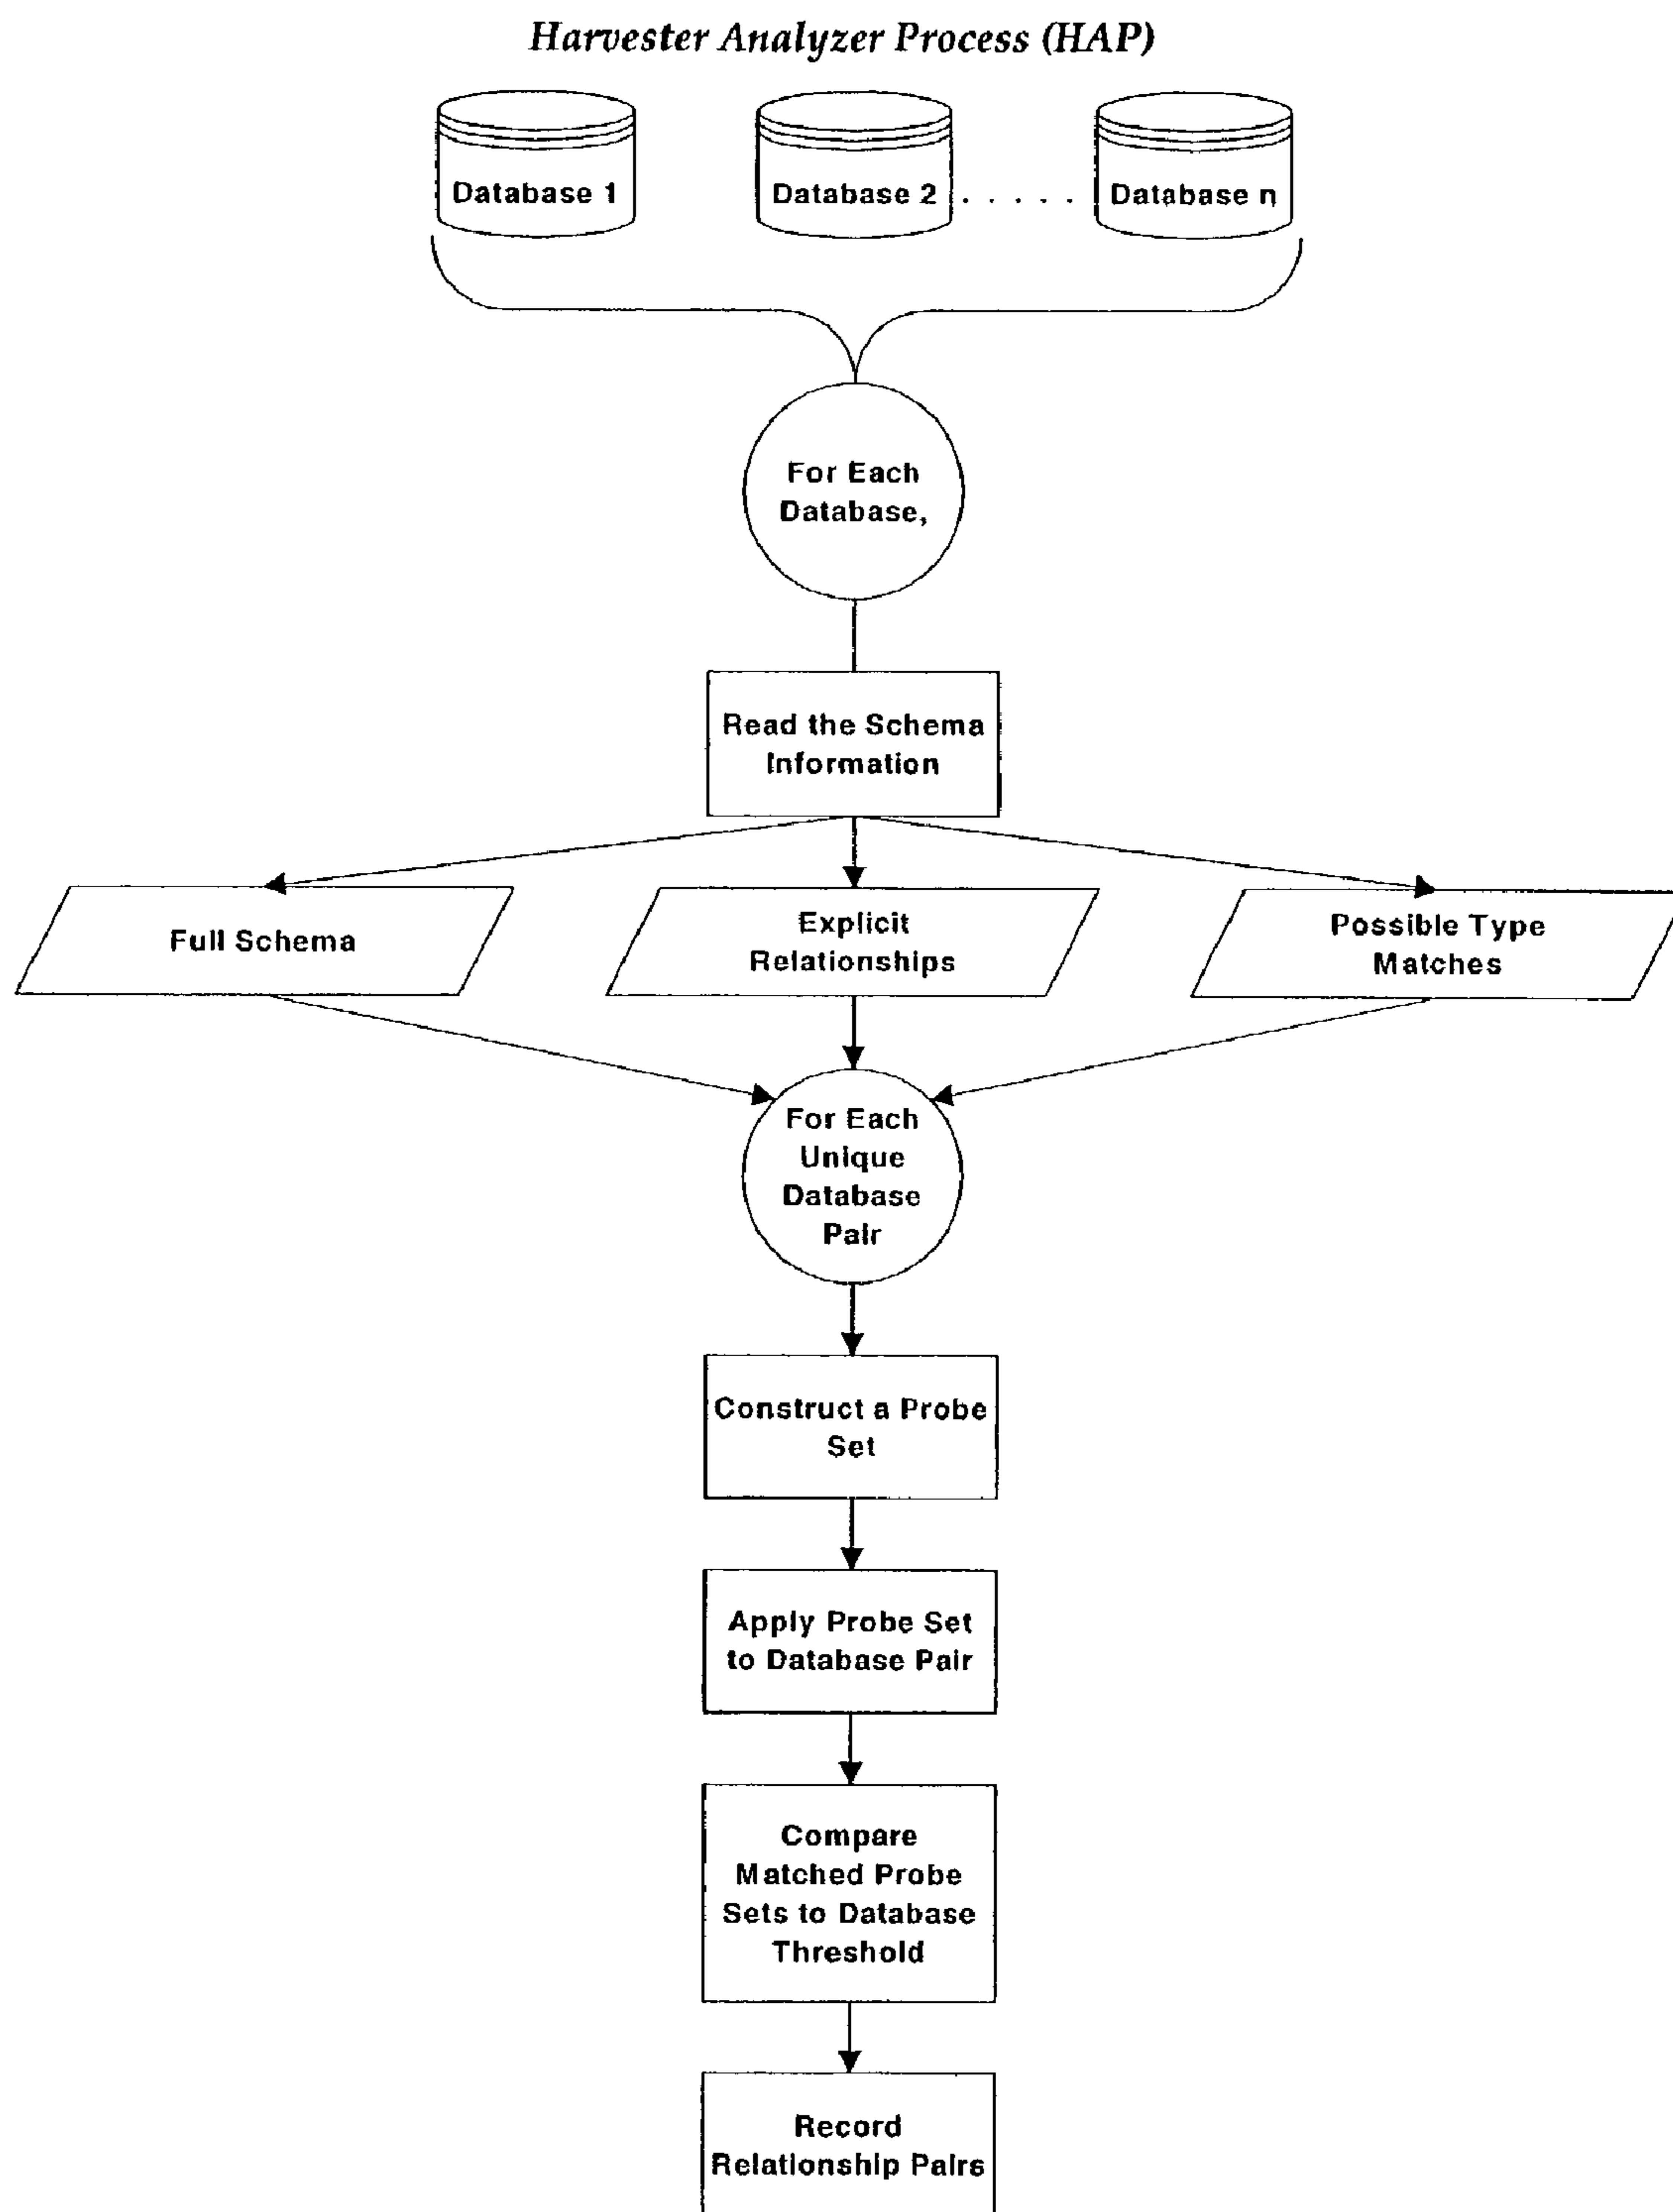 Harvester Analyzer Process (HAP)
Database 1
Database 2 . . . . . Database n
For Each
Database,
Read the Schema
Information
Full Schema
Explicit
Relationships
Possible Type
Matches
For Each
Unique
Database
Pair
Construct a Probe
Set
Apply Probe Set
to Database Pair
Compare
Matched Probe
Sets to Database
Threshold
Record
Relationship Pairs